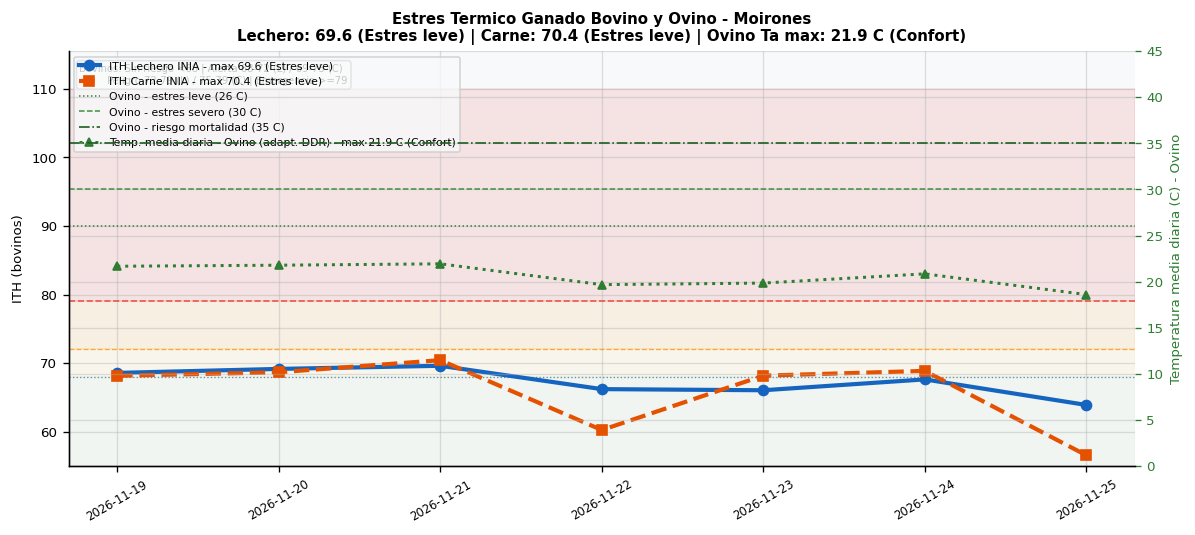 Estres Termico Ganado Bovino y Ovino - Moirones
Lechero: 69.6 (Estres leve) | Carne: 70.4 (Estres leve) | Ovino Ta max: 21.9 C (Confort)
ITH Lechero INIA - max 69.6 (Estres leve)
ITH Carne INIA - max 70.4 (Estres leve)
Ovino - estres leve (26 C)
Ovino - estres severo (30 C)
Ovino - riesgo mortalidad (35 C)
Temp. media diaria - Ovino (adapt. DDR) - max 21.9 C (Confort)
>=79
ITH (bovinos)
110
100
90
80
70
60
45
40
35
30
25
20
15
10
5
0
Temperatura media diaria (C) - Ovino
2026-11-19
2026-11-20
2026-11-21
2026-11-22
2026-11-23
2026-11-24
2026-11-25